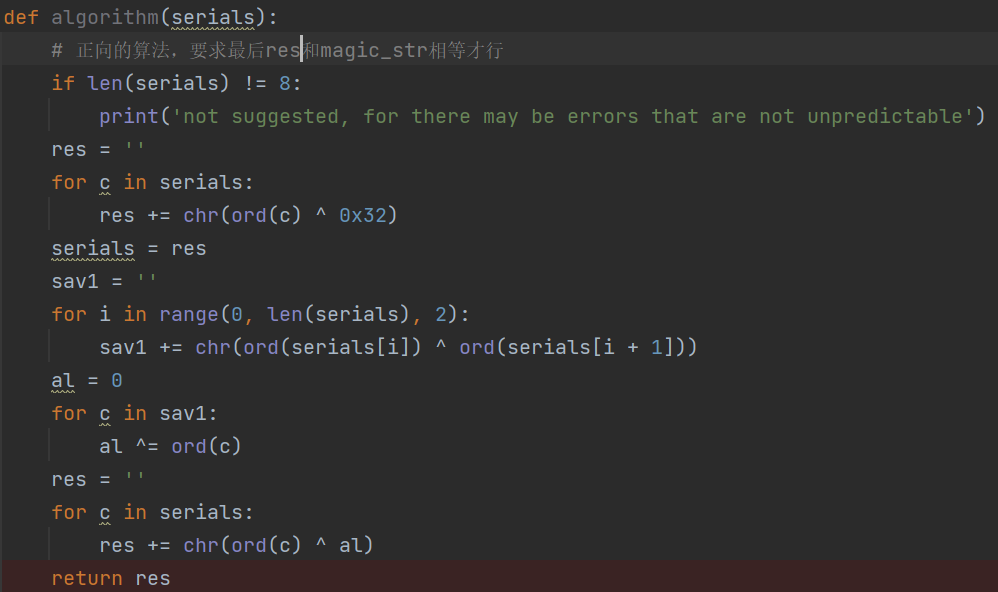 def algorithm(serials):
    # 正向的算法，要求最后res和magic_str相等才行
    if len(serials) != 8:
        print('not suggested, for there may be errors that are not unpredictable')
    res = ''
    for c in serials:
        res += chr(ord(c) ^ 0x32)
    serials = res
    sav1 = ''
    for i in range(0, len(serials), 2):
        sav1 += chr(ord(serials[i]) ^ ord(serials[i + 1]))
    al = 0
    for c in sav1:
        al ^= ord(c)
    res = ''
    for c in serials:
        res += chr(ord(c) ^ al)
    return res